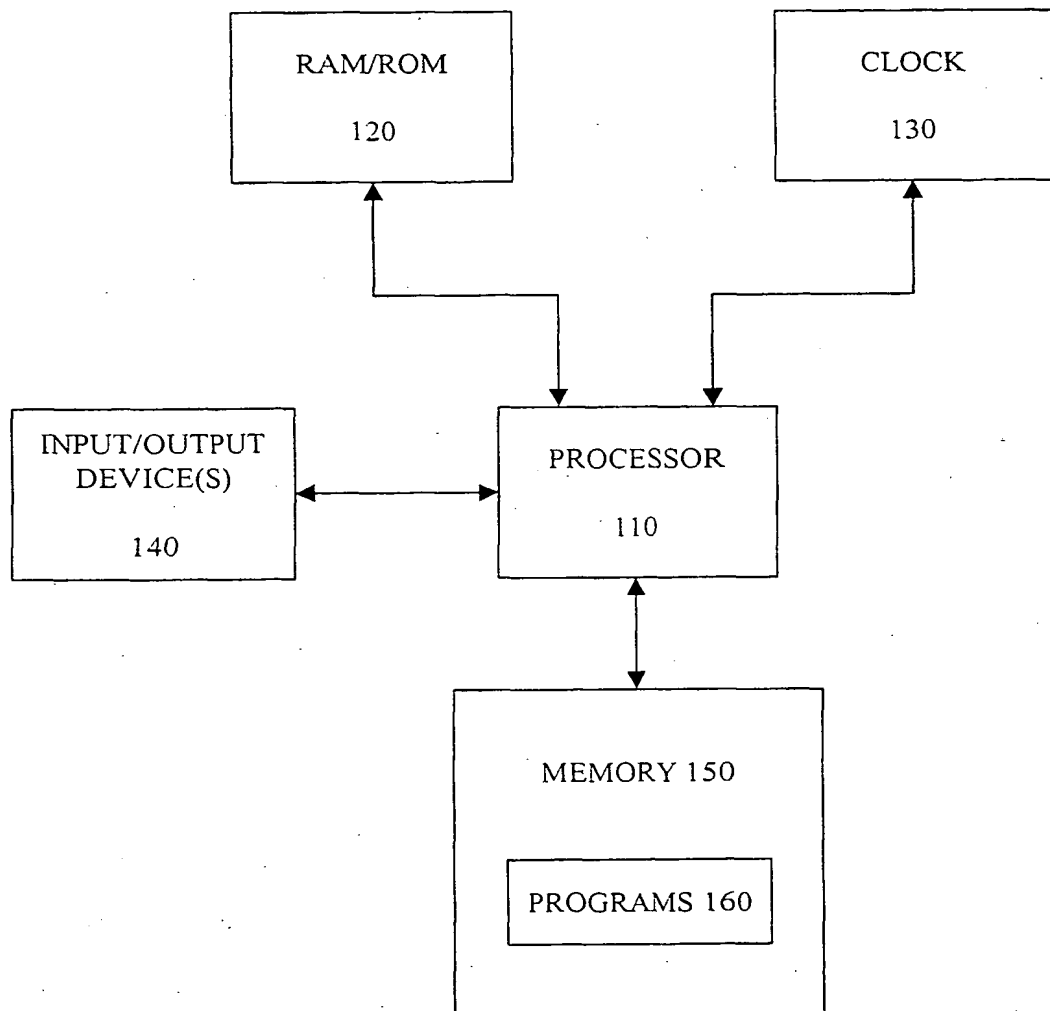 RAM/ROM
120
CLOCK
130
INPUT/OUTPUT
DEVICE(S)
140
PROCESSOR
110
MEMORY 150
PROGRAMS 160